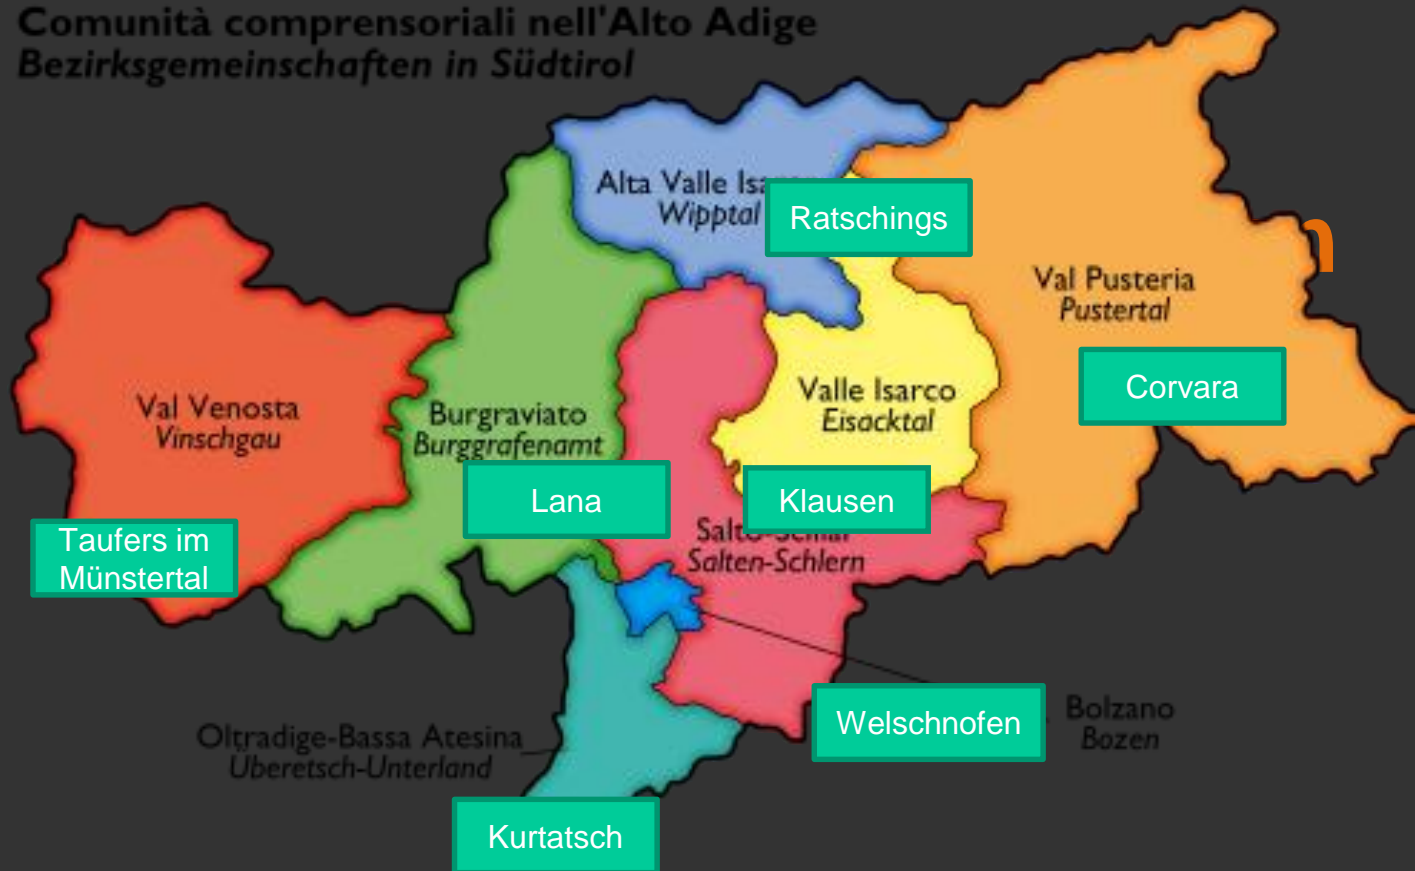 Comunità comprensoriali nell'Alto Adige
Bezirksgemeinschaften in Südtirol
Alta Valle
Wipptal
Ratschings
n
Val Pusteria
Pustertal
Corvara
Val Venosta
Vinschgau
Burgraviato
Burggrafenamt
Valle Isarco
Eisacktal
Lana
Klausen
Salten-Schlern
Taufers im
Münstertal
Welschnofen
Bolzano
Bozen
Oltradige-Bassa Atesina
Überetsch-Unterland
Kurtatsch